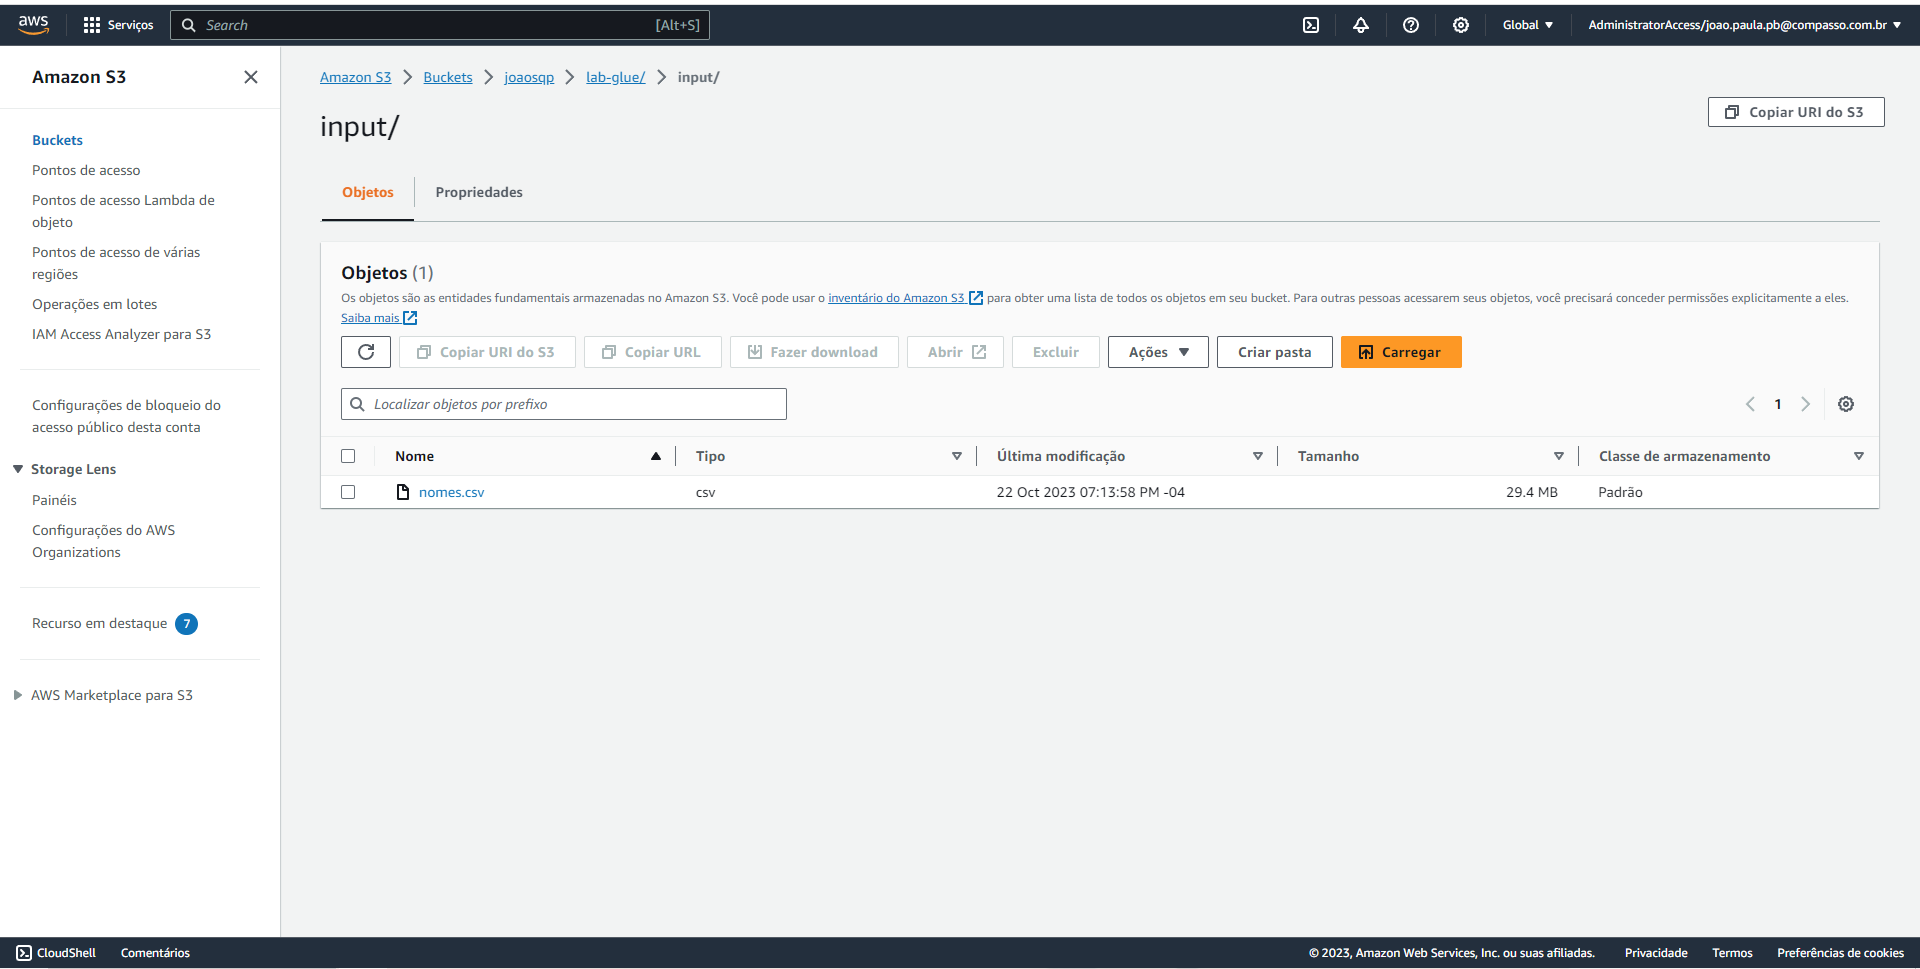 aws Serviços Search [Alt+S] Global AdministratorAccess/joao.paula.pb@compasso.com.br
Amazon S3
Buckets
Pontos de acesso
Pontos de acesso Lambda de
objeto
Pontos de acesso de várias
regiões
Operações em lotes
IAM Access Analyzer para S3
Configurações de bloqueio do
acesso público desta conta
Storage Lens
Painéis
Configurações do AWS
Organizations
Recurso em destaque 7
AWS Marketplace para S3
Amazon S3 Buckets joaosqp lab-glue/ input/
input/
Copiar URI do S3
Objetos Propriedades
Objetos (1)
Os objetos são as entidades fundamentais armazenadas no Amazon S3. Você pode usar o inventário do Amazon S3 para obter uma lista de todos os objetos em seu bucket. Para outras pessoas acessarem seus objetos, você precisará conceder permissões explicitamente a eles.
Saiba mais
Copiar URI do S3 Copiar URL Fazer download Abrir Excluir Ações Criar pasta Carregar
Localizar objetos por prefixo 1
Nome Tipo Última modificação Tamanho Classe de armazenamento
nomes.csv csv 22 Oct 2023 07:13:58 PM -04 29.4 MB Padrão
CloudShell Comentários © 2023, Amazon Web Services, Inc. ou suas afiliadas. Privacidade Termos Preferências de cookies